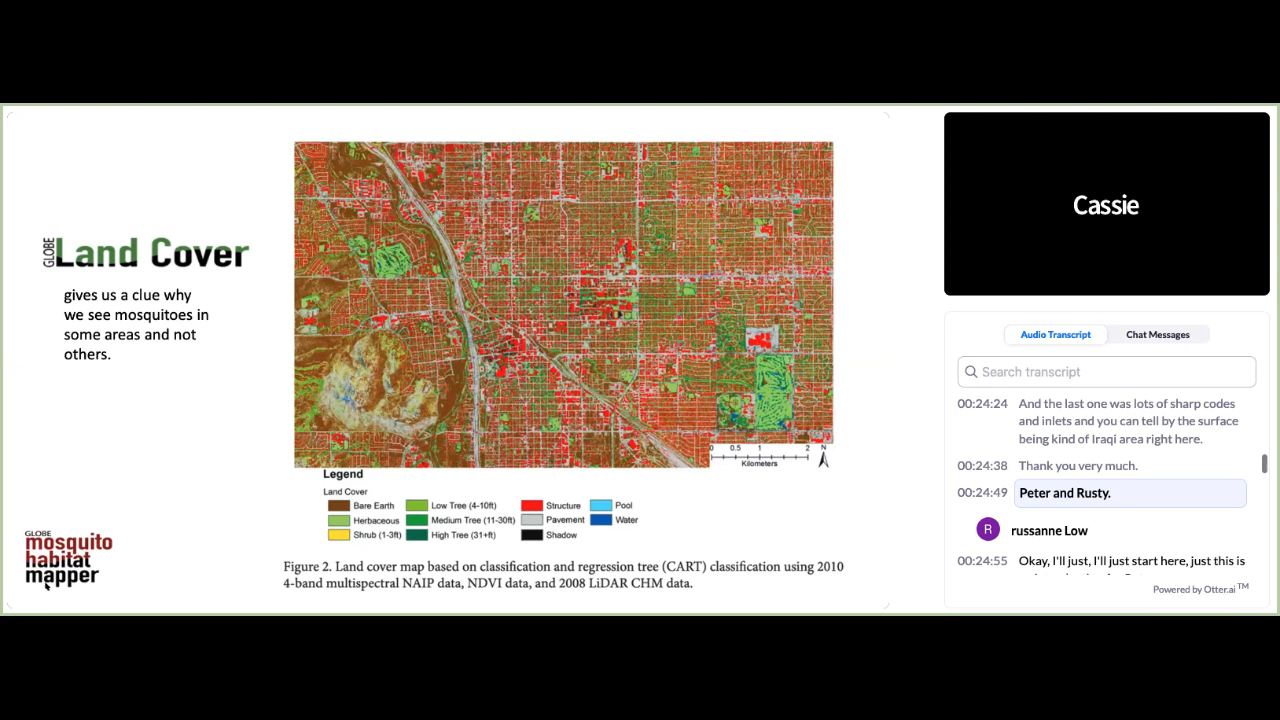 GLOBE
Land Cover
gives us a clue why
we see mosquitoes in
some areas and not
others.
GLOBE
mosquito
habitat
mapper
0 0.5 1 2
Kilometers
N
Legend
Land Cover
Bare Earth
Herbaceous
Shrub (1-3ft)
Low Tree (4-10ft)
Medium Tree (11-30ft)
High Tree (31+ft)
Structure
Pavement
Shadow
Pool
Water
Figure 2. Land cover map based on classification and regression tree (CART) classification using 2010
4-band multispectral NAIP data, NDVI data, and 2008 LiDAR CHM data.
Cassie
Audio Transcript
Chat Messages
Search transcript
00:24:24 And the last one was lots of sharp codes
and inlets and you can tell by the surface
being kind of Iraqi area right here.
00:24:38 Thank you very much.
00:24:49 Peter and Rusty.
R russanne Low
00:24:55 Okay, I'll just, I'll just start here, just this is
Powered by Otter.ai TM